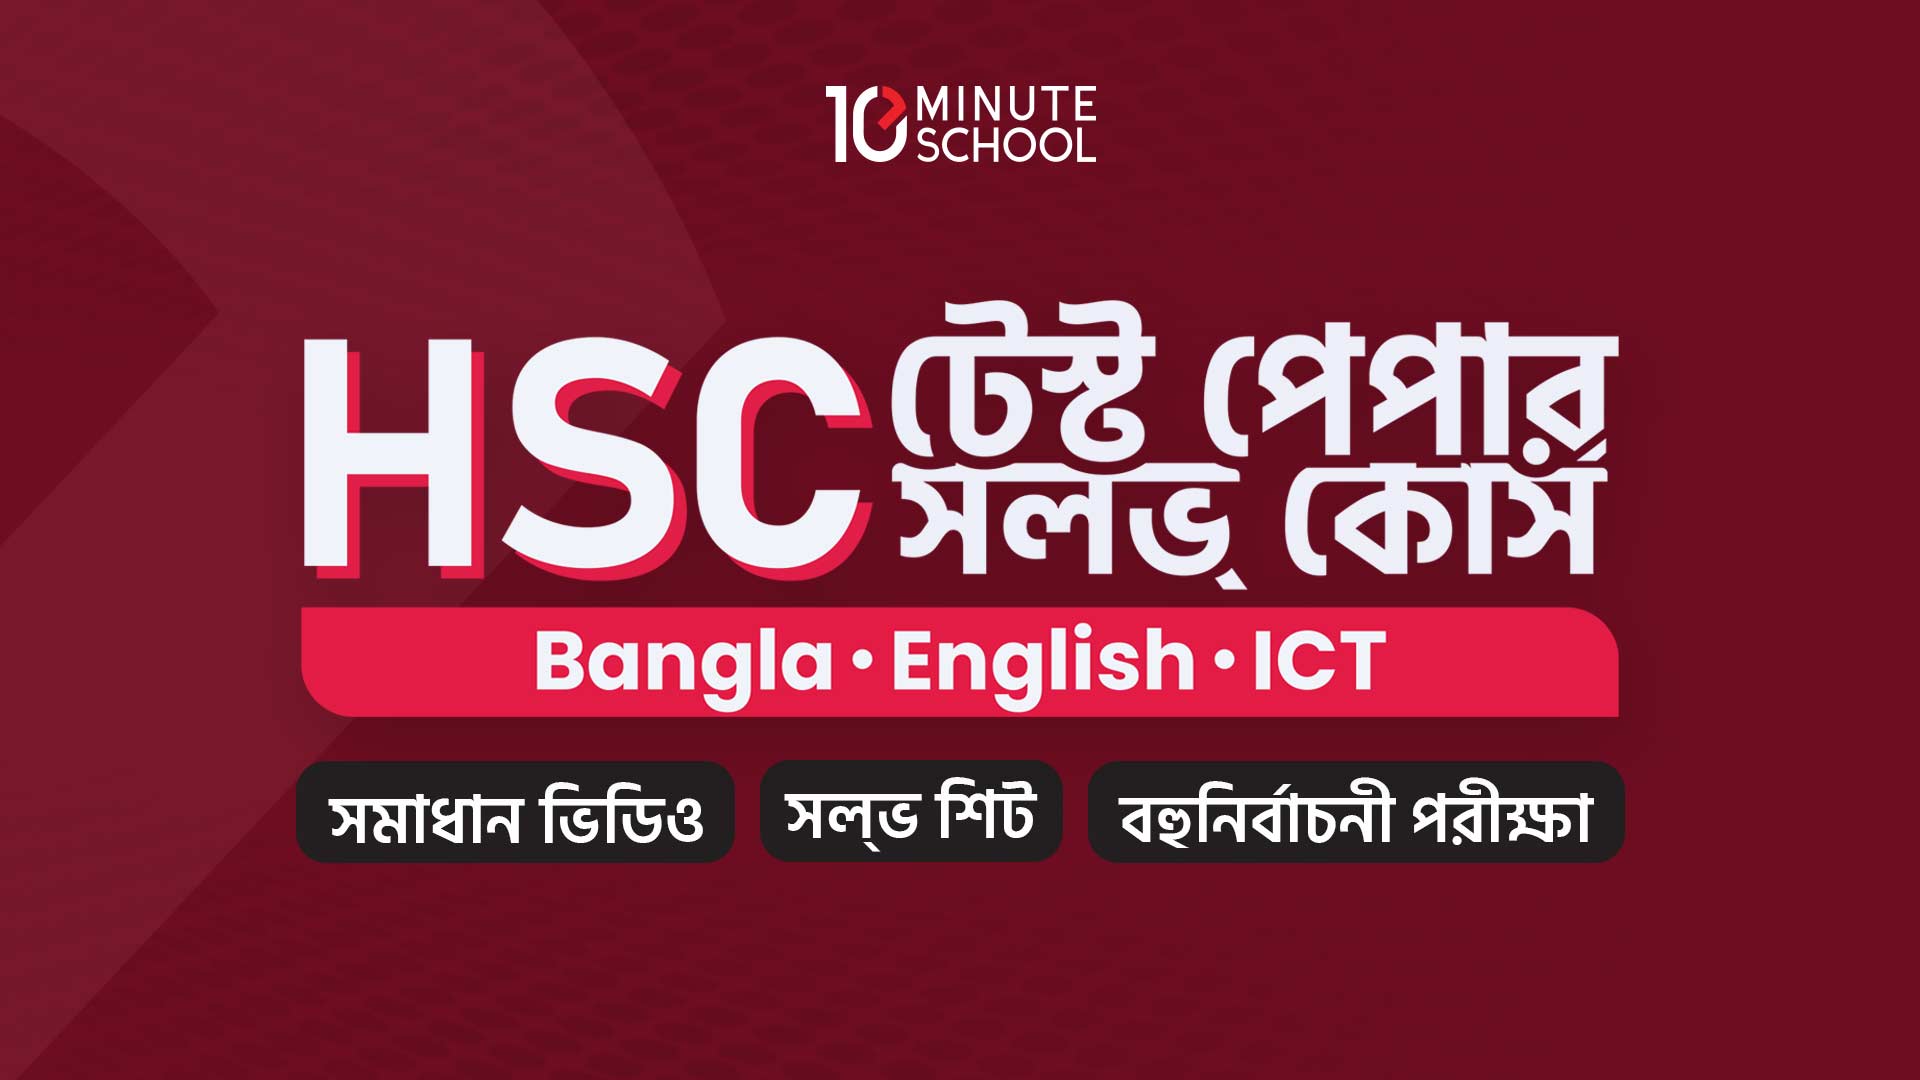 10 MINUTE SCHOOL
HSC টেস্ট পেপার
সলভ্ কোর্স
Bangla • English • ICT
সমাধান ভিডিও সল্‌ভ শিট বহুনির্বাচনী পরীক্ষা